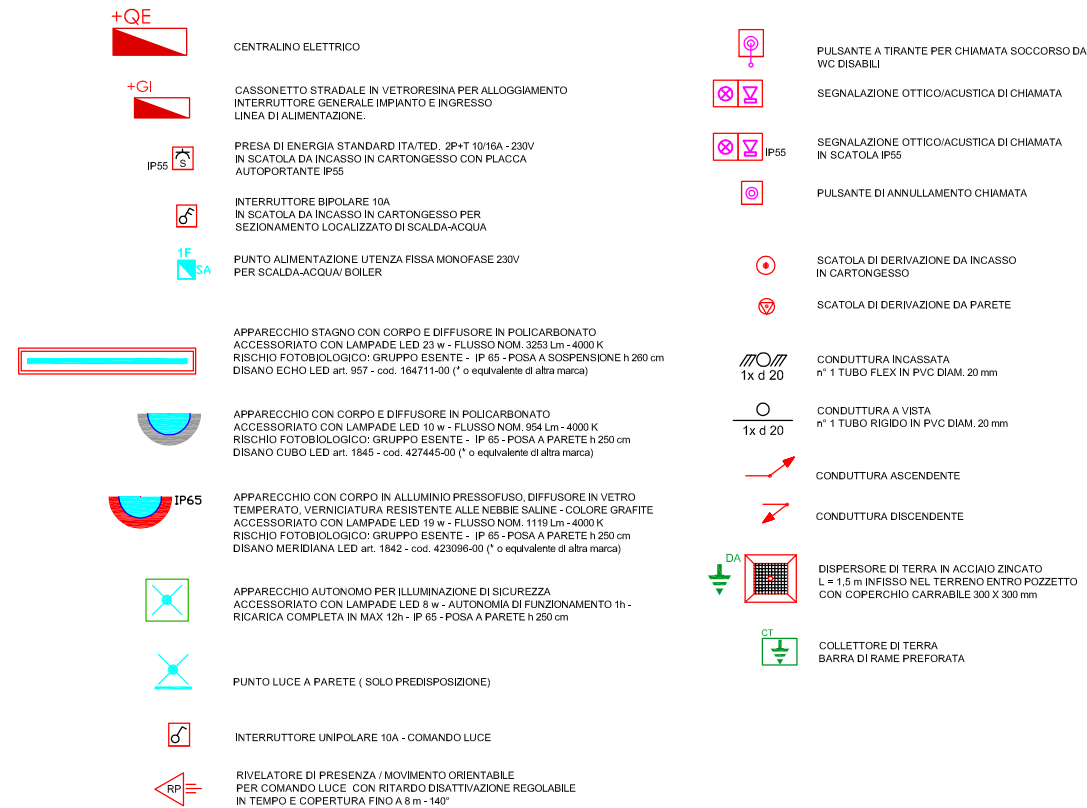 +QE
CENTRALINO ELETTRICO
+GI
CASSONETTO STRADALE IN VETRORESINA PER ALLOGGIAMENTO
INTERRUTTORE GENERALE IMPIANTO E INGRESSO
LINEA DI ALIMENTAZIONE.
IP55
S
PRESA DI ENERGIA STANDARD ITA/TED. 2P+T 10/16A - 230V
IN SCATOLA DA INCASSO IN CARTONGESSO CON PLACCA
AUTOPORTANTE IP55
INTERRUTTORE BIPOLARE 10A
IN SCATOLA DA INCASSO IN CARTONGESSO PER
SEZIONAMENTO LOCALIZZATO DI SCALDA-ACQUA
1F
SA
PUNTO ALIMENTAZIONE UTENZA FISSA MONOFASE 230V
PER SCALDA-ACQUA/ BOILER
APPARECCHIO STAGNO CON CORPO E DIFFUSORE IN POLICARBONATO
ACCESSORIATO CON LAMPADE LED 23 w - FLUSSO NOM. 3253 Lm - 4000 K
RISCHIO FOTOBIOLOGICO: GRUPPO ESENTE - IP 65 - POSA A SOSPENSIONE h 260 cm
DISANO ECHO LED art. 957 - cod. 164711-00 (* o equivalente di altra marca)
APPARECCHIO CON CORPO E DIFFUSORE IN POLICARBONATO
ACCESSORIATO CON LAMPADE LED 10 w - FLUSSO NOM. 954 Lm - 4000 K
RISCHIO FOTOBIOLOGICO: GRUPPO ESENTE - IP 65 - POSA A PARETE h 250 cm
DISANO CUBO LED art. 1845 - cod. 427445-00 (* o equivalente di altra marca)
IP65
APPARECCHIO CON CORPO IN ALLUMINIO PRESSOFUSO, DIFFUSORE IN VETRO
TEMPERATO, VERNICIATURA RESISTENTE ALLE NEBBIE SALINE - COLORE GRAFITE
ACCESSORIATO CON LAMPADE LED 19 w - FLUSSO NOM. 1119 Lm - 4000 K
RISCHIO FOTOBIOLOGICO: GRUPPO ESENTE - IP 65 - POSA A PARETE h 250 cm
DISANO MERIDIANA LED art. 1842 - cod. 423096-00 (* o equivalente di altra marca)
APPARECCHIO AUTONOMO PER ILLUMINAZIONE DI SICUREZZA
ACCESSORIATO CON LAMPADE LED 8 w - AUTONOMIA DI FUNZIONAMENTO 1h -
RICARICA COMPLETA IN MAX 12h - IP 65 - POSA A PARETE h 250 cm
PUNTO LUCE A PARETE ( SOLO PREDISPOSIZIONE)
INTERRUTTORE UNIPOLARE 10A - COMANDO LUCE
RP
RIVELATORE DI PRESENZA / MOVIMENTO ORIENTABILE
PER COMANDO LUCE CON RITARDO DISATTIVAZIONE REGOLABILE
IN TEMPO E COPERTURA FINO A 8 m - 140°
PULSANTE A TIRANTE PER CHIAMATA SOCCORSO DA
WC DISABILI
SEGNALAZIONE OTTICO/ACUSTICA DI CHIAMATA
IP55
SEGNALAZIONE OTTICO/ACUSTICA DI CHIAMATA
IN SCATOLA IP55
PULSANTE DI ANNULLAMENTO CHIAMATA
SCATOLA DI DERIVAZIONE DA INCASSO
IN CARTONGESSO
SCATOLA DI DERIVAZIONE DA PARETE
1x d 20
CONDUTTURA INCASSATA
n° 1 TUBO FLEX IN PVC DIAM. 20 mm
1x d 20
CONDUTTURA A VISTA
n° 1 TUBO RIGIDO IN PVC DIAM. 20 mm
CONDUTTURA ASCENDENTE
CONDUTTURA DISCENDENTE
DA
DISPERSORE DI TERRA IN ACCIAIO ZINCATO
L = 1,5 m INFISSO NEL TERRENO ENTRO POZZETTO
CON COPERCHIO CARRABILE 300 X 300 mm
CT
COLLETTORE DI TERRA
BARRA DI RAME PREFORATA